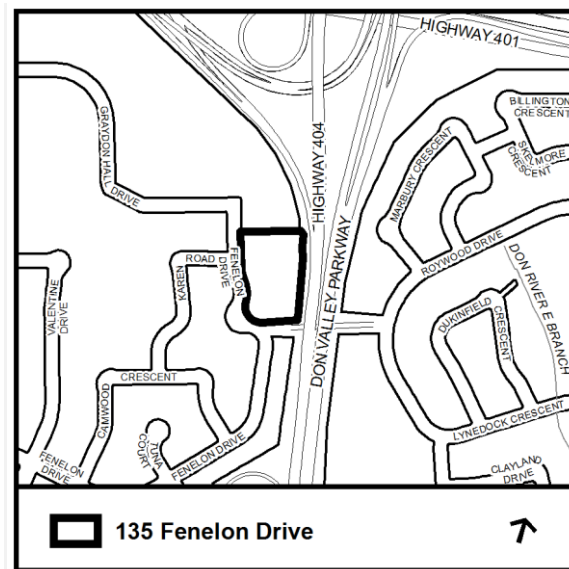 HIGHWAY 401
BILLINGTON
CRESCENT
GRAYDON HALL
DRIVE
HIGHWAY 404
MARBURY CRESCENT
SKELMORE
CRESCENT
ROYWOOD DRIVE
ROAD
KAREN
FENELON
DRIVE
DON VALLEY PARKWAY
DON RIVER E BRANCH
VALENTINE
DRIVE
DUKINFIELD
CRESCENT
CRESCENT
CAMWOOD
TUNA
COURT
FENELON
DRIVE
FENELON DRIVE
LYNEDOCK CRESCENT
CLAYLAND
DRIVE
135 Fenelon Drive